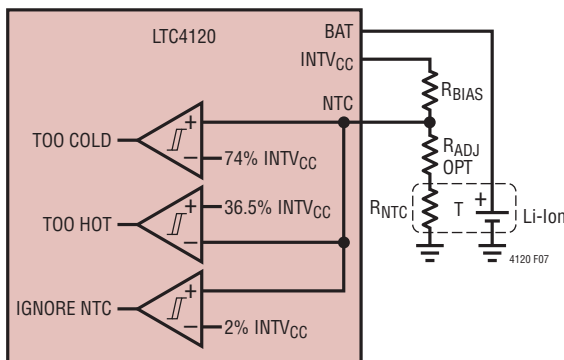 LTC4120
BAT
INTVCC
NTC
RBIAS
TOO COLD
+
−
74% INTVCC
RADJ
OPT
TOO HOT
+
36.5% INTVCC
−
RNTC
T
+
Li-Ion
4120 F07
IGNORE NTC
+
−
2% INTVCC